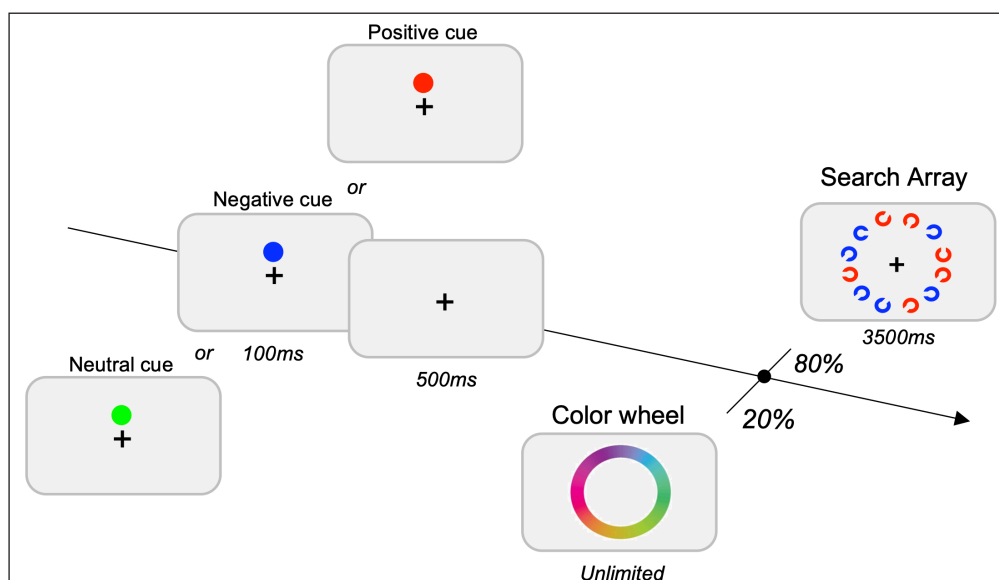 Positive cue
or
Negative cue
100ms
or
Neutral cue
500ms
Search Array
3500ms
80%
20%
Color wheel
Unlimited